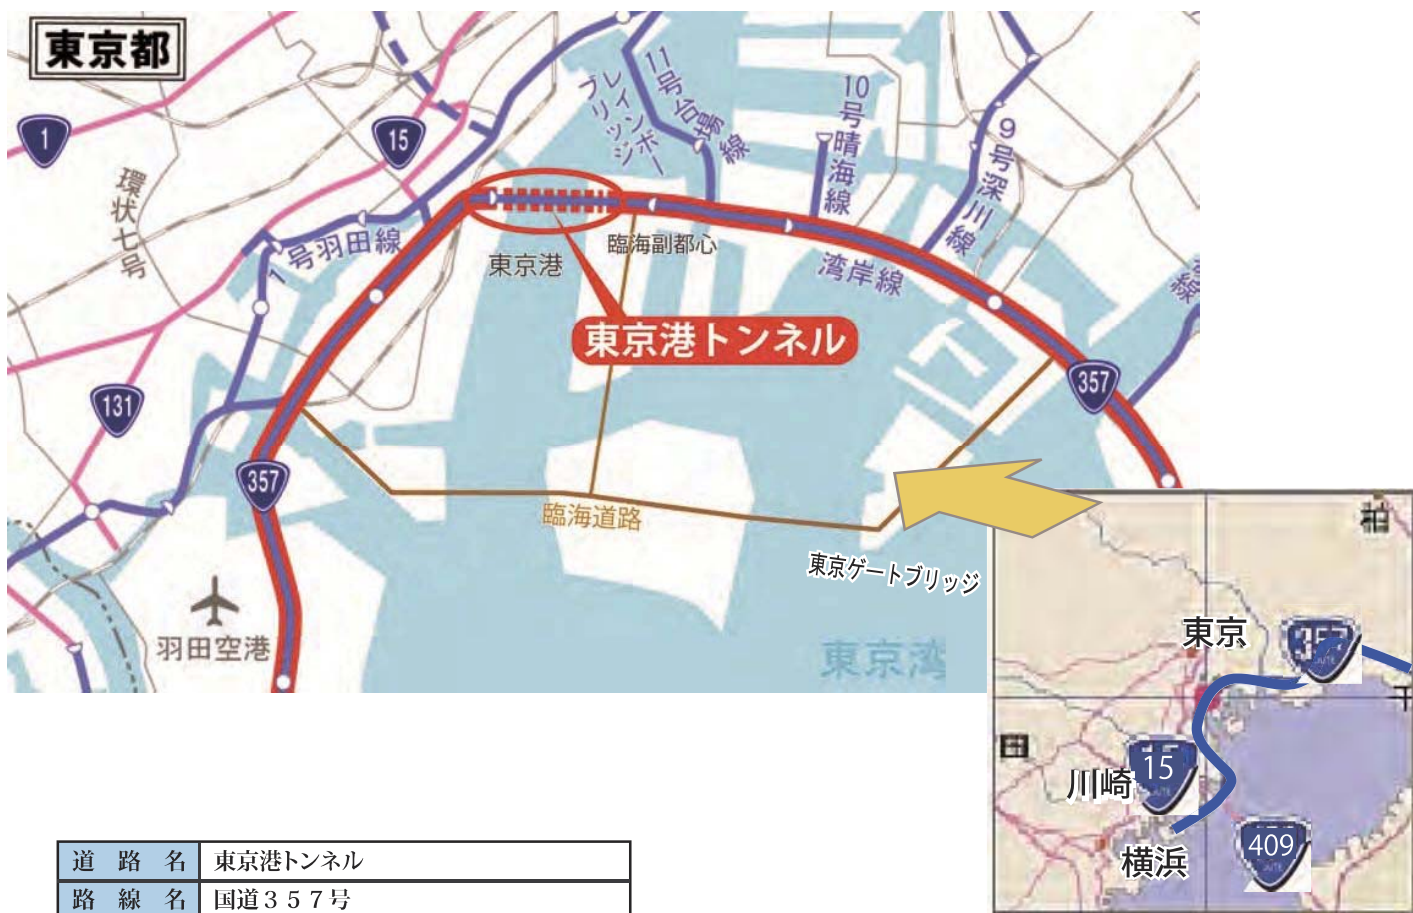 東京都
1
15
環状七号
1号羽田線
レインボーブリッジ
11号台場線
10号晴海線
9号深川線
東京港
臨海副都心
湾岸線
東京港トンネル
131
357
357
臨海道路
東京ゲートブリッジ
羽田空港
東京湾
東京
357
川崎
15
横浜
409
道路名 東京港トンネル
路線名 国道３５７号